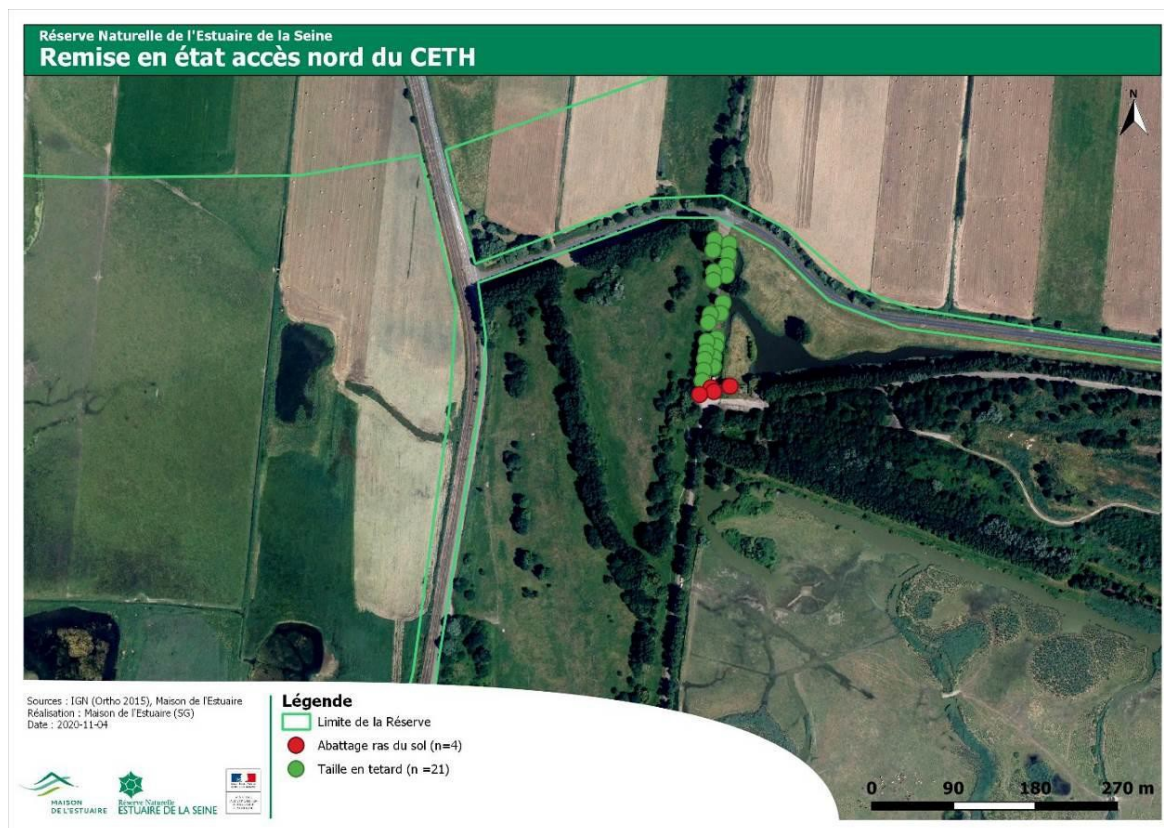 Réserve Naturelle de l'Estuaire de la Seine
Remise en état accès nord du CETH
N
Sources : IGN (Ortho 2015), Maison de l'Estuaire
Réalisation : Maison de l'Estuaire (SG)
Date : 2020-11-04
Légende
Limite de la Réserve
Abattage ras du sol (n=4)
Taille en tetard (n =21)
MAISON
DE L'ESTUAIRE
Réserve Naturelle
ESTUAIRE DE LA SEINE
0 90 180 270 m